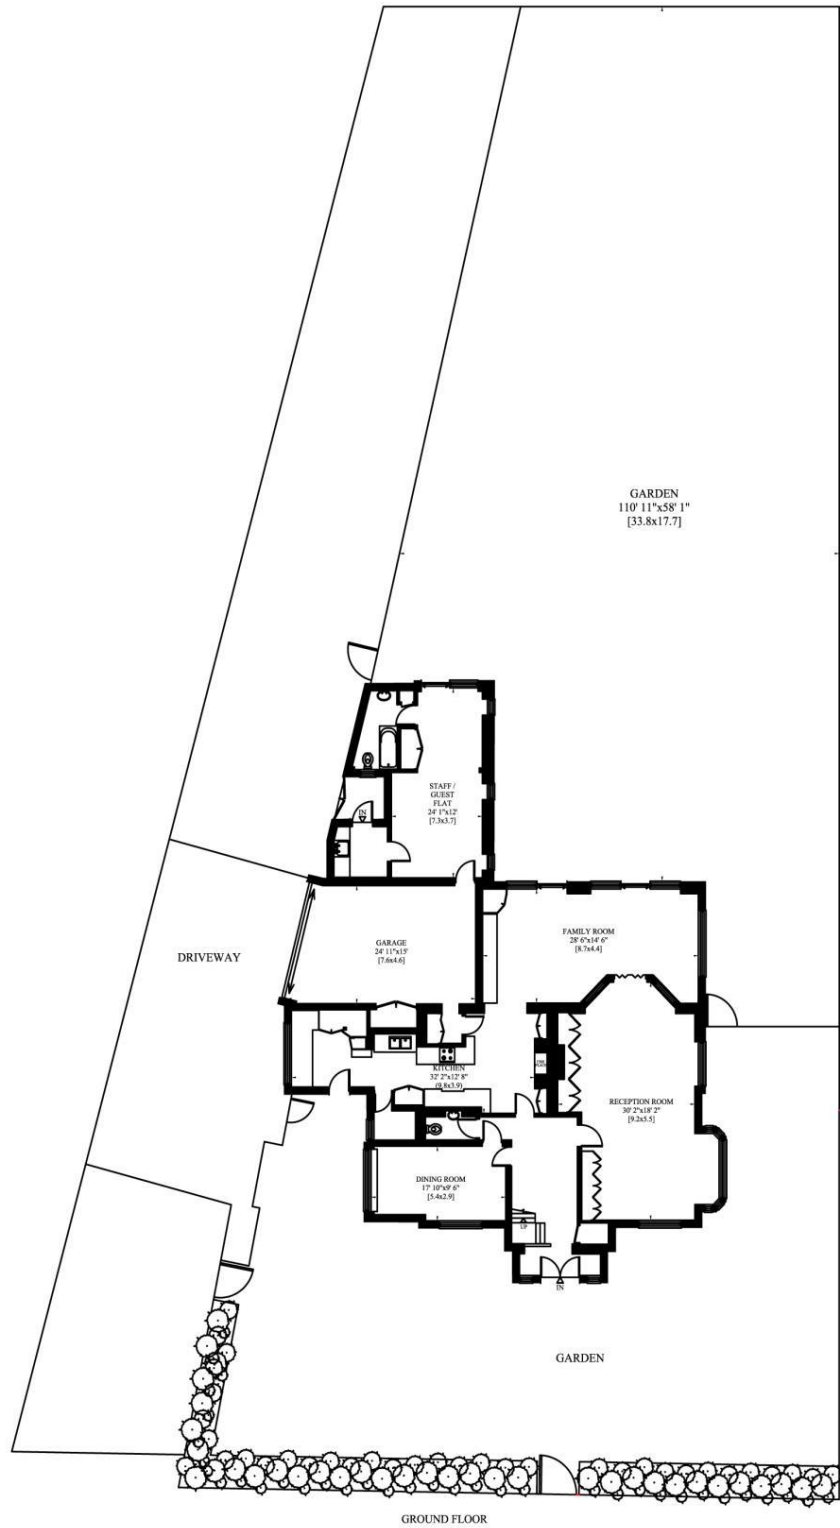 GARDEN
110' 11"x58' 1"
[33.8x17.7]
STAFF /
GUEST
FLAT
24' 1"x12'
[7.3x3.7]
IN
DRIVEWAY
GARAGE
24' 11"x15'
[7.6x4.6]
FAMILY ROOM
28' 6"x14' 6"
[8.7x4.4]
KITCHEN
32' 2"x12' 8"
(9.8x3.9)
RECEPTION ROOM
30' 2"x18' 2"
[9.2x5.5]
DINING ROOM
17' 10"x9' 6"
[5.4x2.9]
UP
IN
GARDEN
GROUND FLOOR